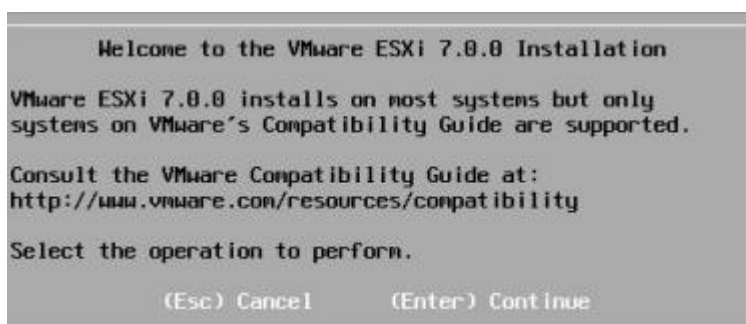 Welcome to the VMware ESXi 7.0.0 Installation
VMware ESXi 7.0.0 installs on most systems but only
systems on VMware's Compatibility Guide are supported.
Consult the VMware Compatibility Guide at:
http://www.vmware.com/resources/compatibility
Select the operation to perform.
(Esc) Cancel (Enter) Continue